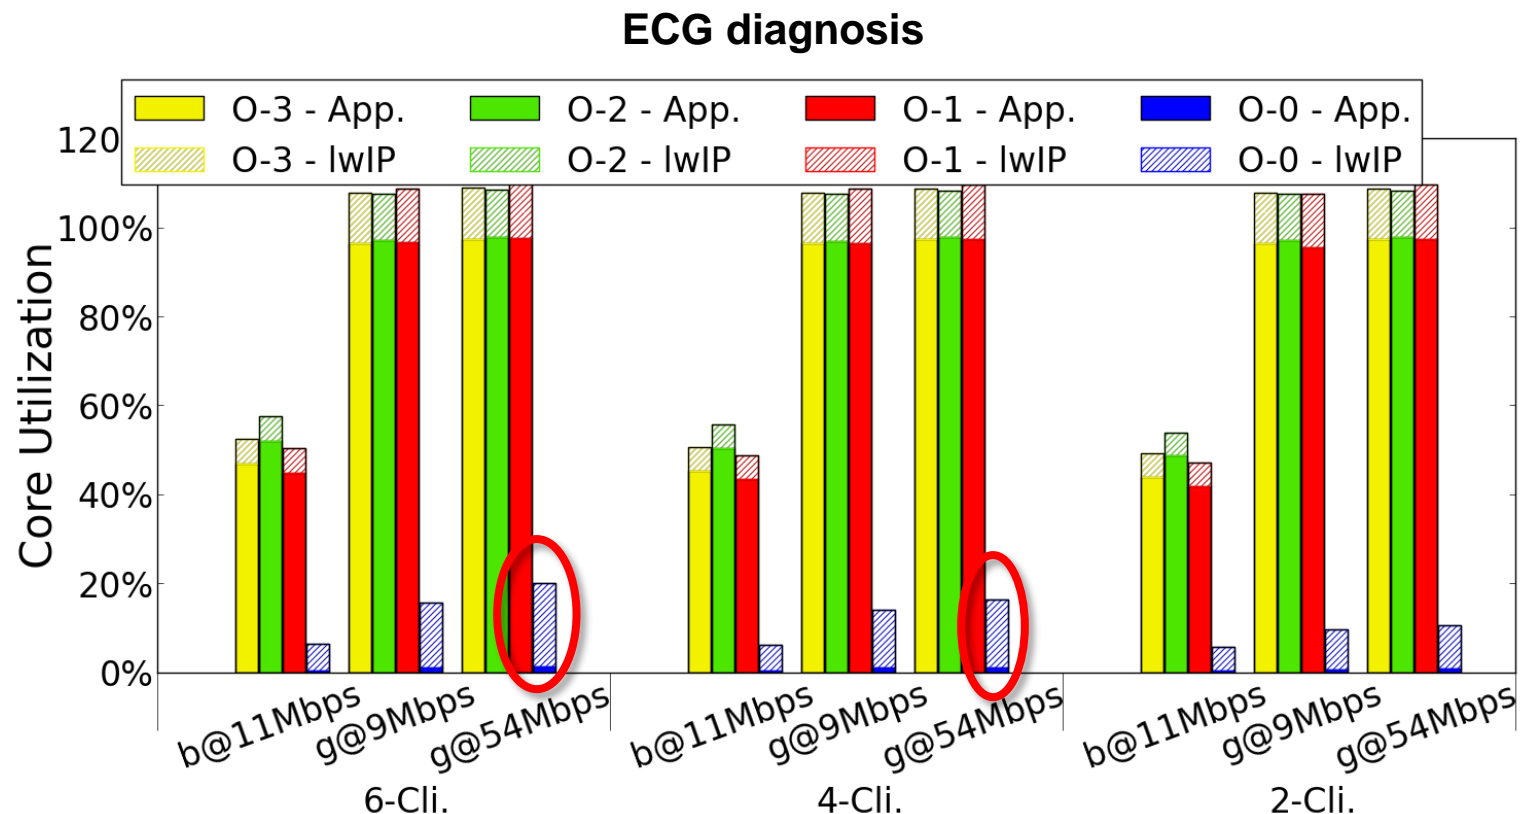 ECG diagnosis
O-3 - App. O-2 - App. O-1 - App. O-0 - App.
O-3 - lwIP O-2 - lwIP O-1 - lwIP O-0 - lwIP
Core Utilization
120
100%
80%
60%
40%
20%
0%
b@11Mbps g@9Mbps g@54Mbps b@11Mbps g@9Mbps g@54Mbps b@11Mbps g@9Mbps g@54Mbps
6-Cli. 4-Cli. 2-Cli.